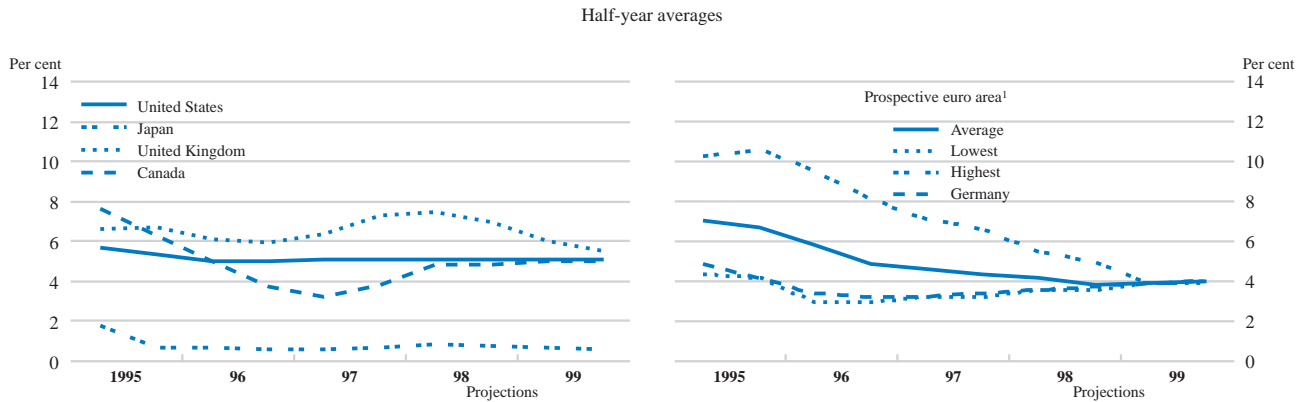 Half-year averages
Per cent
14
12
10
8
6
4
2
0
United States
Japan
United Kingdom
Canada
1995 96 97 98 99
Projections
Per cent
14
12
10
8
6
4
2
0
Prospective euro area¹
Average
Lowest
Highest
Germany
1995 96 97 98 99
Projections